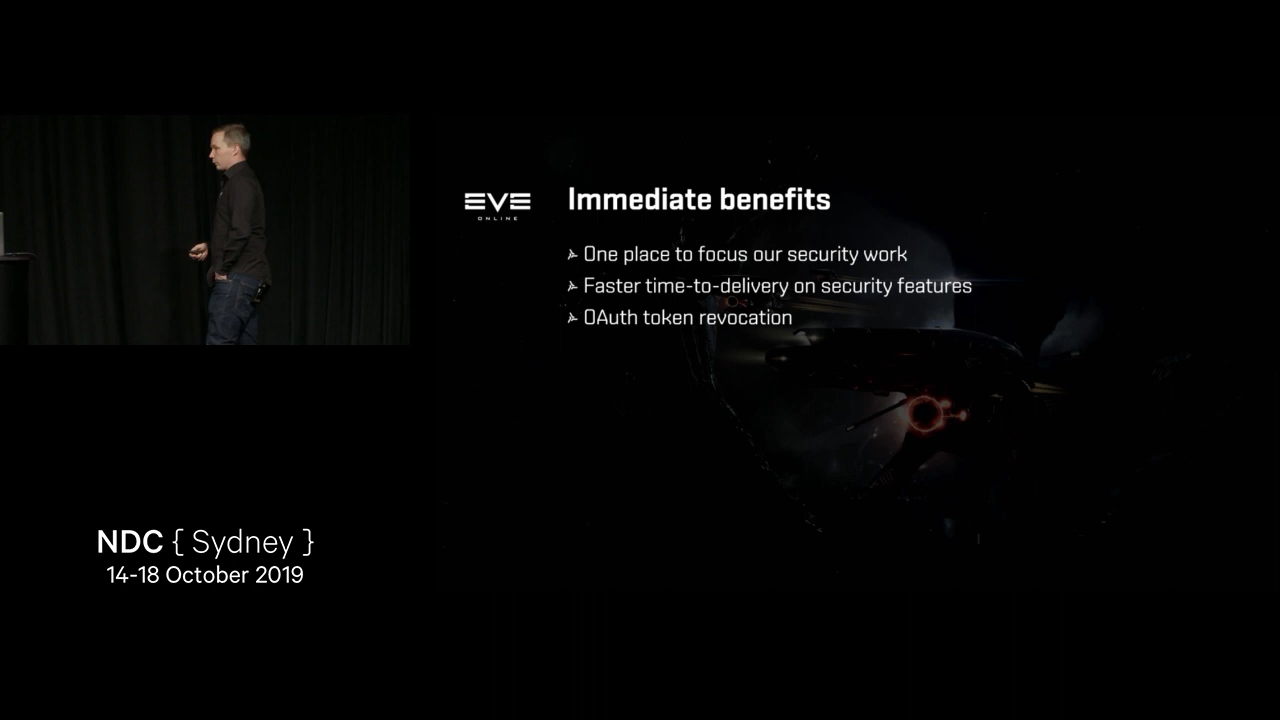 EVE
ONLINE
Immediate benefits
One place to focus our security work
Faster time-to-delivery on security features
OAuth token revocation
NDC { Sydney }
14-18 October 2019